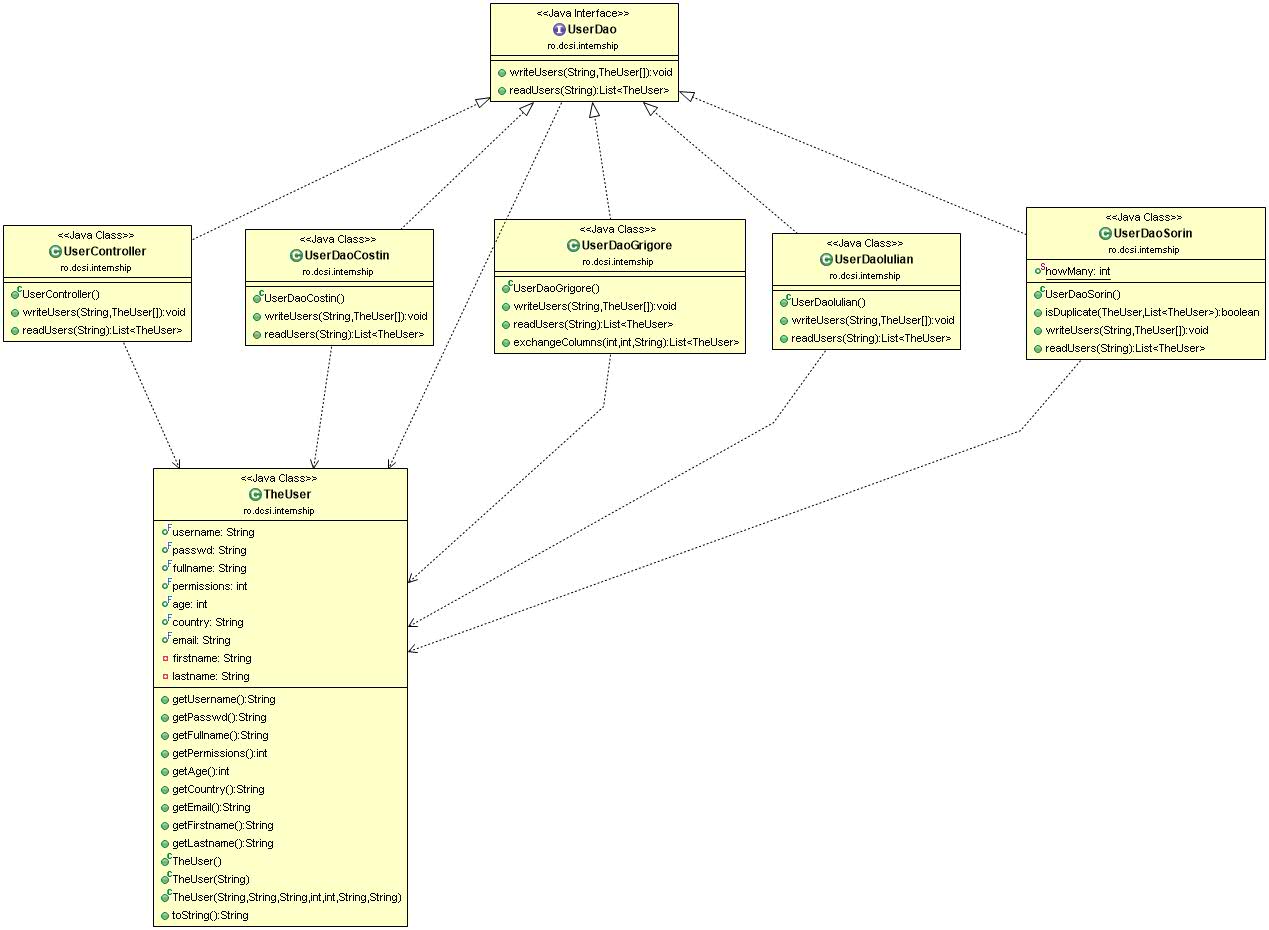 <<Java Interface>>
UserDao
ro.dcsi.internship
writeUsers(String,TheUser[]):void
readUsers(String):List<TheUser>
<<Java Class>>
UserController
ro.dcsi.internship
UserController()
writeUsers(String,TheUser[]):void
readUsers(String):List<TheUser>
<<Java Class>>
UserDaoCostin
ro.dcsi.internship
UserDaoCostin()
writeUsers(String,TheUser[]):void
readUsers(String):List<TheUser>
<<Java Class>>
UserDaoGrigore
ro.dcsi.internship
UserDaoGrigore()
writeUsers(String,TheUser[]):void
readUsers(String):List<TheUser>
exchangeColumns(int,int,String):List<TheUser>
<<Java Class>>
UserDaoIulian
ro.dcsi.internship
UserDaoIulian()
writeUsers(String,TheUser[]):void
readUsers(String):List<TheUser>
<<Java Class>>
UserDaoSorin
ro.dcsi.internship
howMany: int
UserDaoSorin()
isDuplicate(TheUser,List<TheUser>):boolean
writeUsers(String,TheUser[]):void
readUsers(String):List<TheUser>
<<Java Class>>
TheUser
ro.dcsi.internship
username: String
passwd: String
fullname: String
permissions: int
age: int
country: String
email: String
firstname: String
lastname: String
getUsername():String
getPasswd():String
getFullname():String
getPermissions():int
getAge():int
getCountry():String
getEmail():String
getFirstname():String
getLastname():String
TheUser()
TheUser(String)
TheUser(String,String,String,int,int,String,String)
toString():String